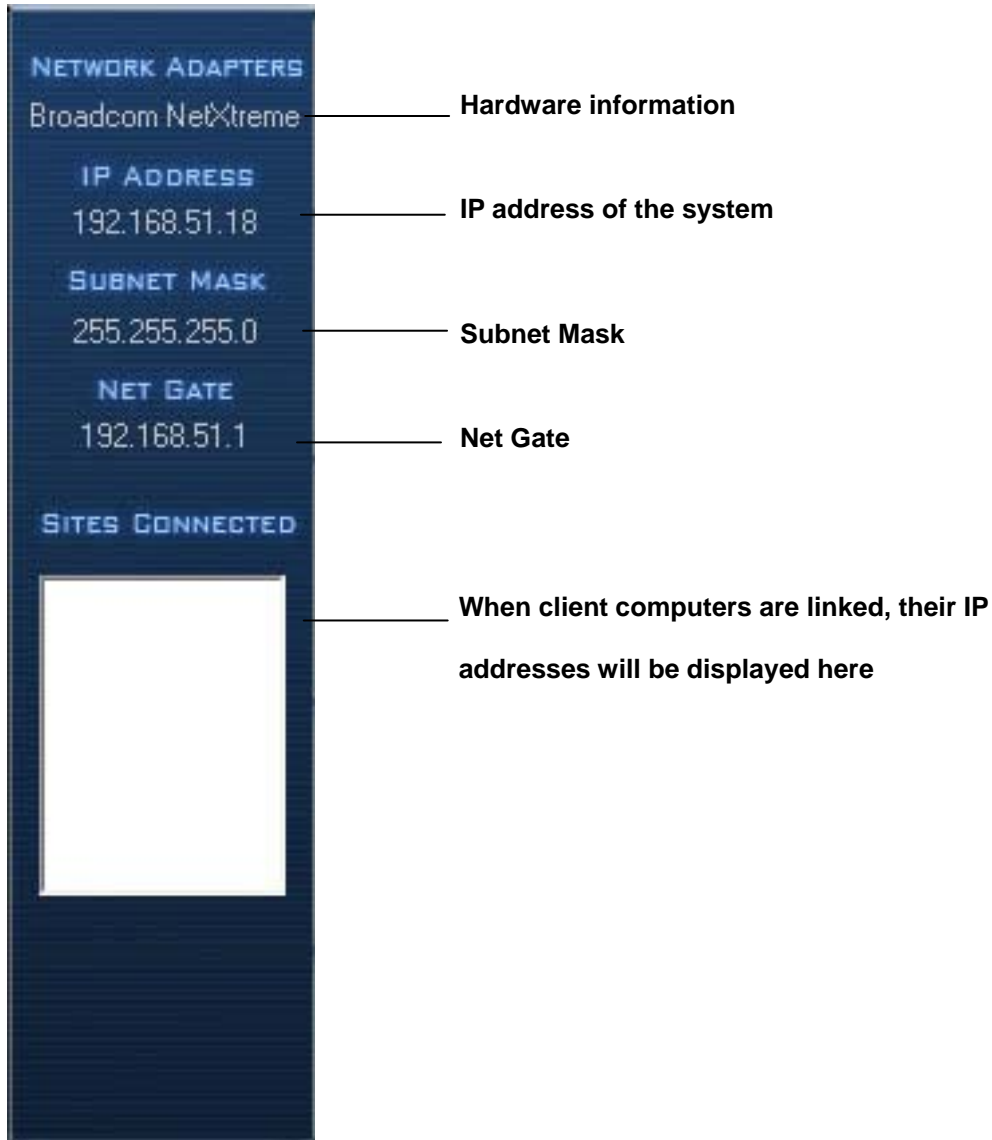 NETWORK ADAPTERS
Broadcom NetXtreme
Hardware information
IP ADDRESS
192.168.51.18
IP address of the system
SUBNET MASK
255.255.255.0
Subnet Mask
NET GATE
192.168.51.1
Net Gate
SITES CONNECTED
When client computers are linked, their IP
addresses will be displayed here